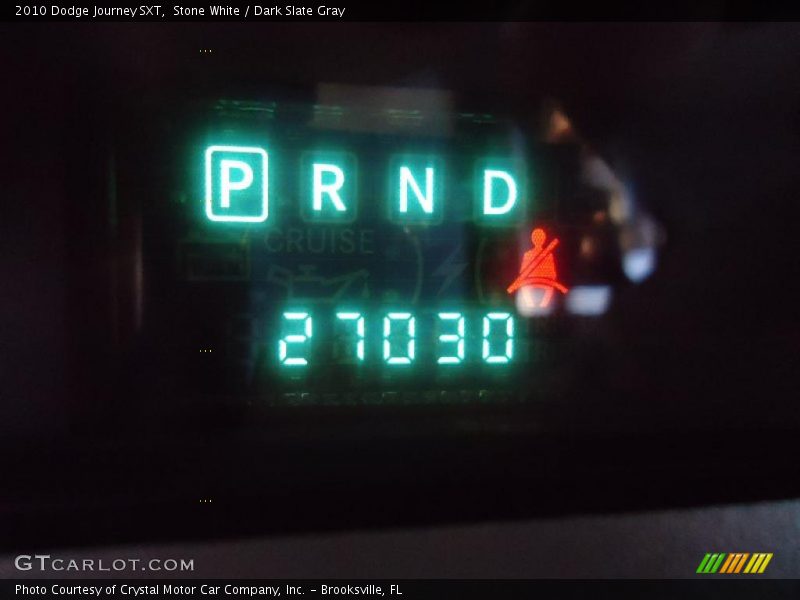 2010 Dodge Journey SXT,  Stone White / Dark Slate Gray
P R N D
CRUISE
27030
GTCARLOT.COM
Photo Courtesy of Crystal Motor Car Company, Inc. - Brooksville, FL